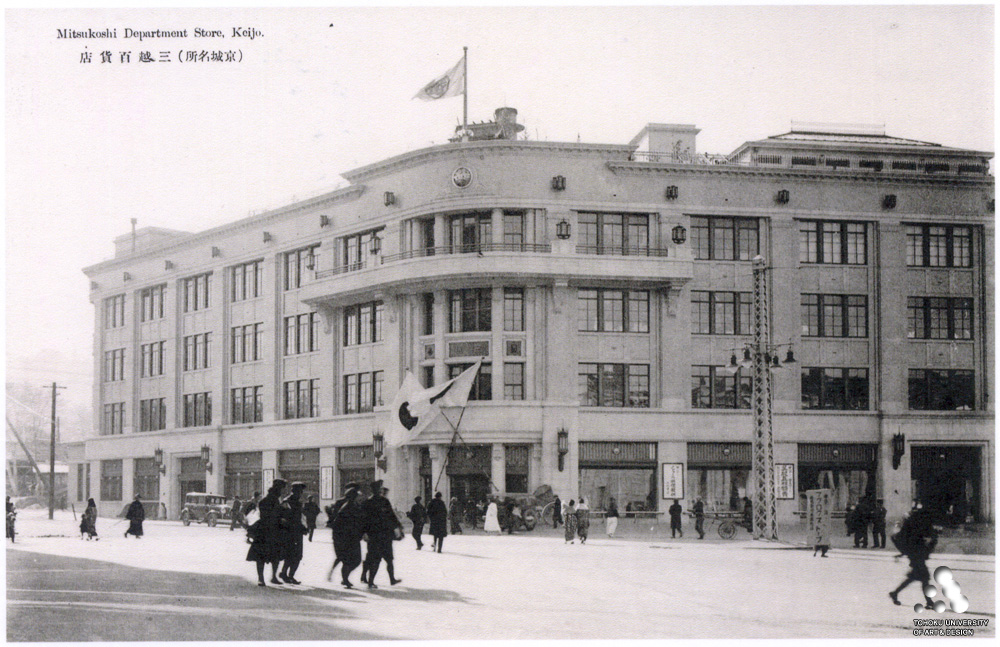 Mitsukoshi Department Store, Keijo.
(京城名所) 三越百貨店
TOHOKU UNIVERSITY
OF ART & DESIGN